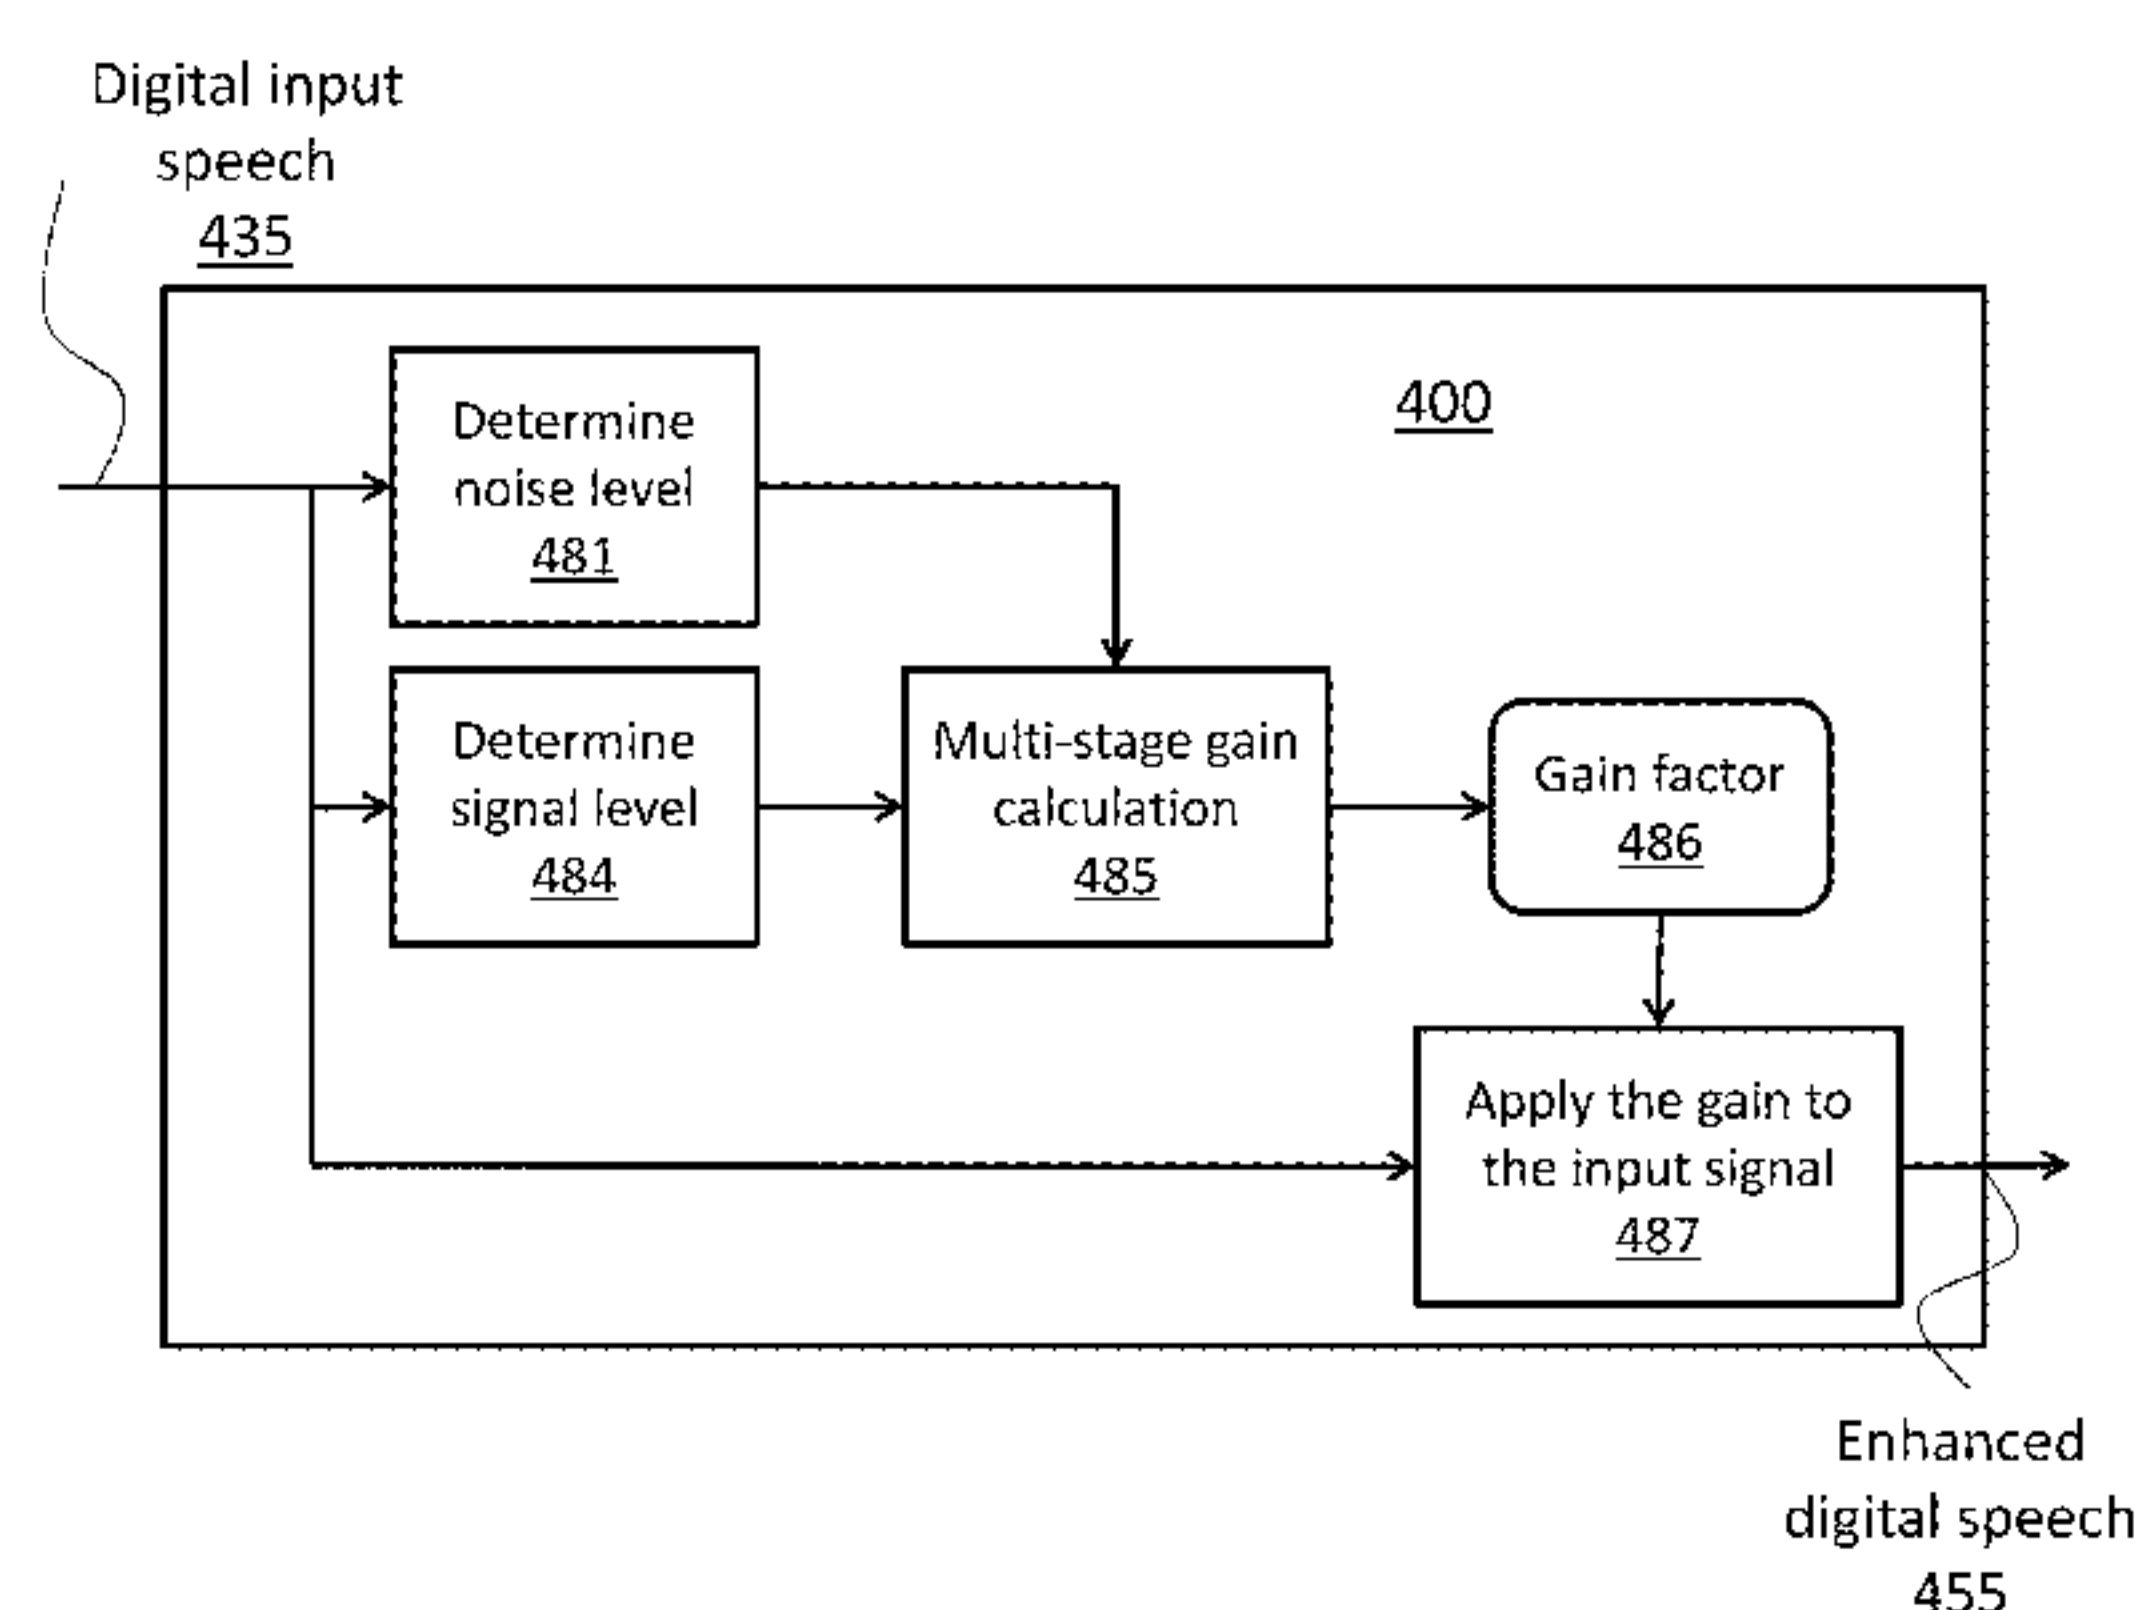 Digital input
speech
435
400
Determine
noise level
481
Determine
signal level
484
Multi-stage gain
calculation
485
Gain factor
486
Apply the gain to
the input signal
487
Enhanced
digital speech
455